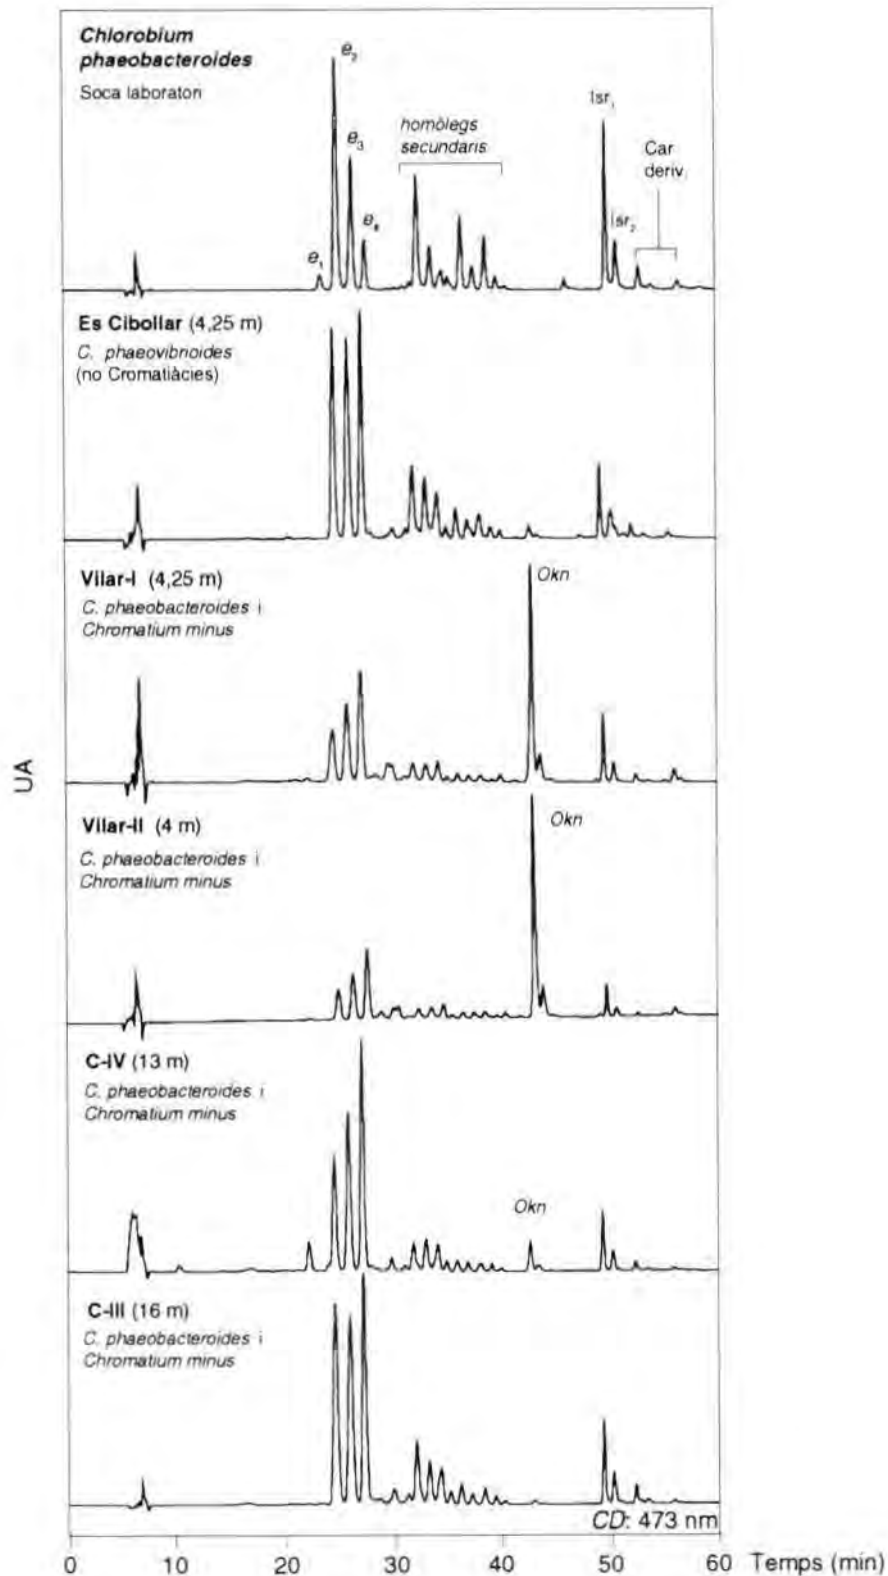 Chlorobium
phaeobacteroides
Soca laboratori
e₁
e₂
e₃
e₄
homòlegs
secundaris
Isr₁
Isr₂
Car
deriv.
Es Cibollar (4,25 m)
C. phaeovibrioides
(no Cromatiàcies)
Vilar-I (4,25 m)
C. phaeobacteroides i
Chromatium minus
Okn
UA
Vilar-II (4 m)
C. phaeobacteroides i
Chromatium minus
Okn
C-IV (13 m)
C. phaeobacteroides i
Chromatium minus
Okn
C-III (16 m)
C. phaeobacteroides i
Chromatium minus
CD: 473 nm
0 10 20 30 40 50 60 Temps (min)